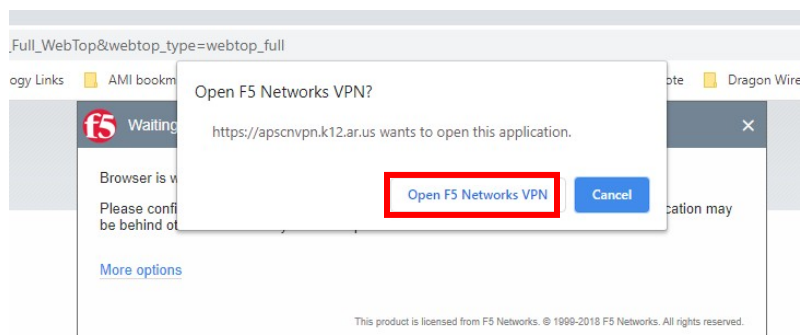 _Full_WebTop&webtop_type=webtop_full
ogy Links AMI bookm ote Dragon Wire
Open F5 Networks VPN?
https://apscnvpn.k12.ar.us wants to open this application.
Open F5 Networks VPN Cancel
f5 Waiting ×
Browser is w
Please confi cation may
be behind ot
More options
This product is licensed from F5 Networks. © 1999-2018 F5 Networks. All rights reserved.